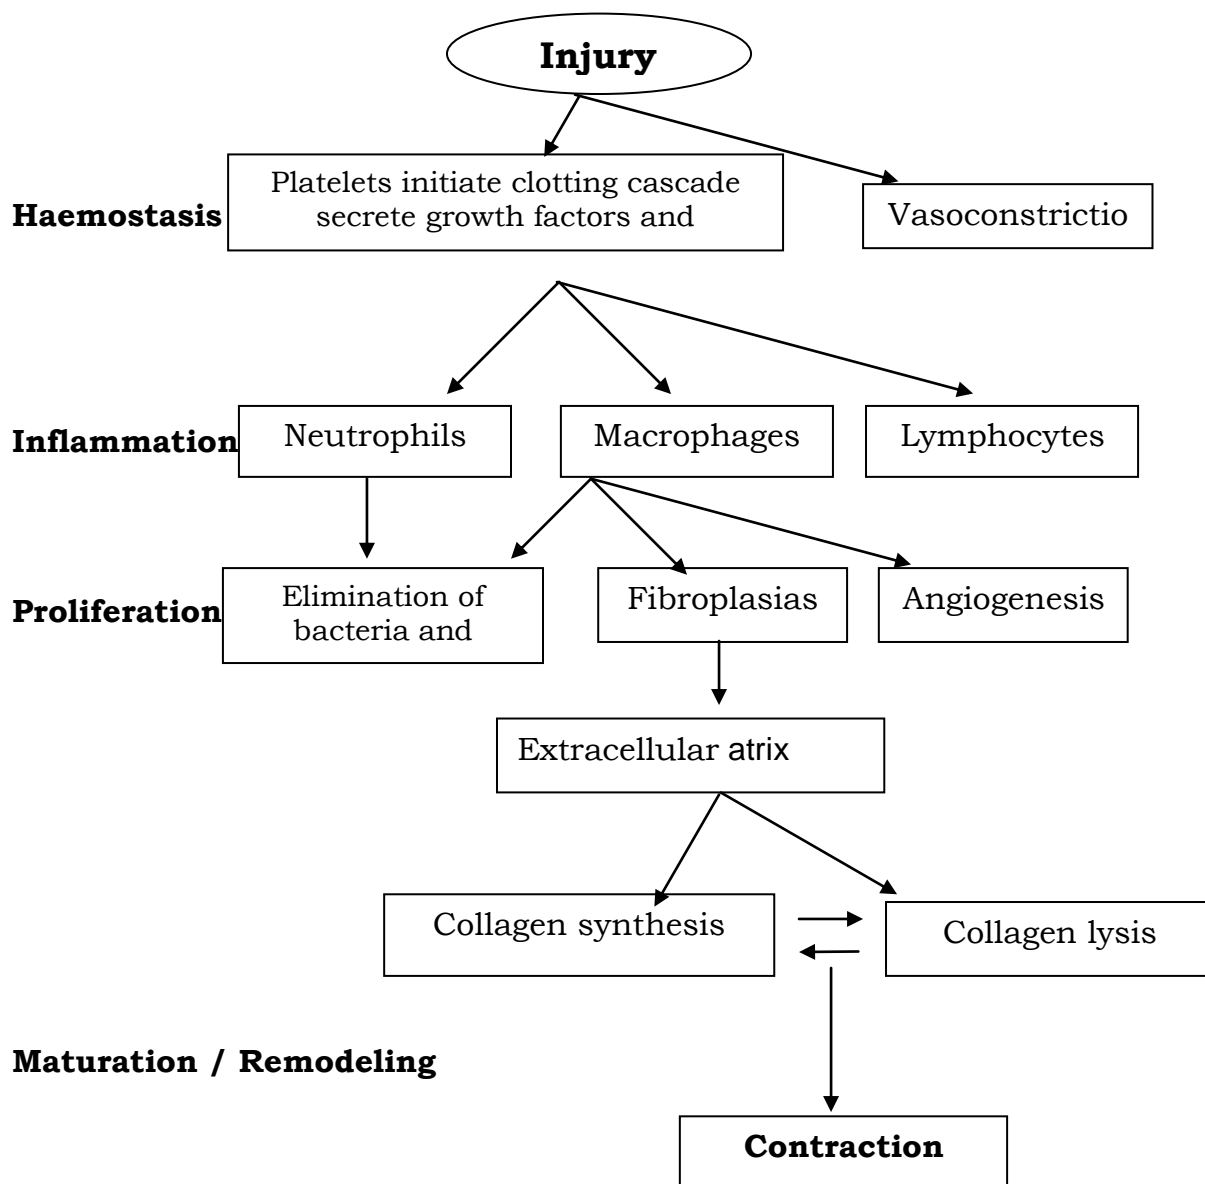 Injury
Platelets initiate clotting cascade
secrete growth factors and
Haemostasis
Vasoconstrictio
Inflammation
Neutrophils
Macrophages
Lymphocytes
Proliferation
Elimination of
bacteria and
Fibroplasias
Angiogenesis
Extracellular atrix
Collagen synthesis
Collagen lysis
Maturation / Remodeling
Contraction